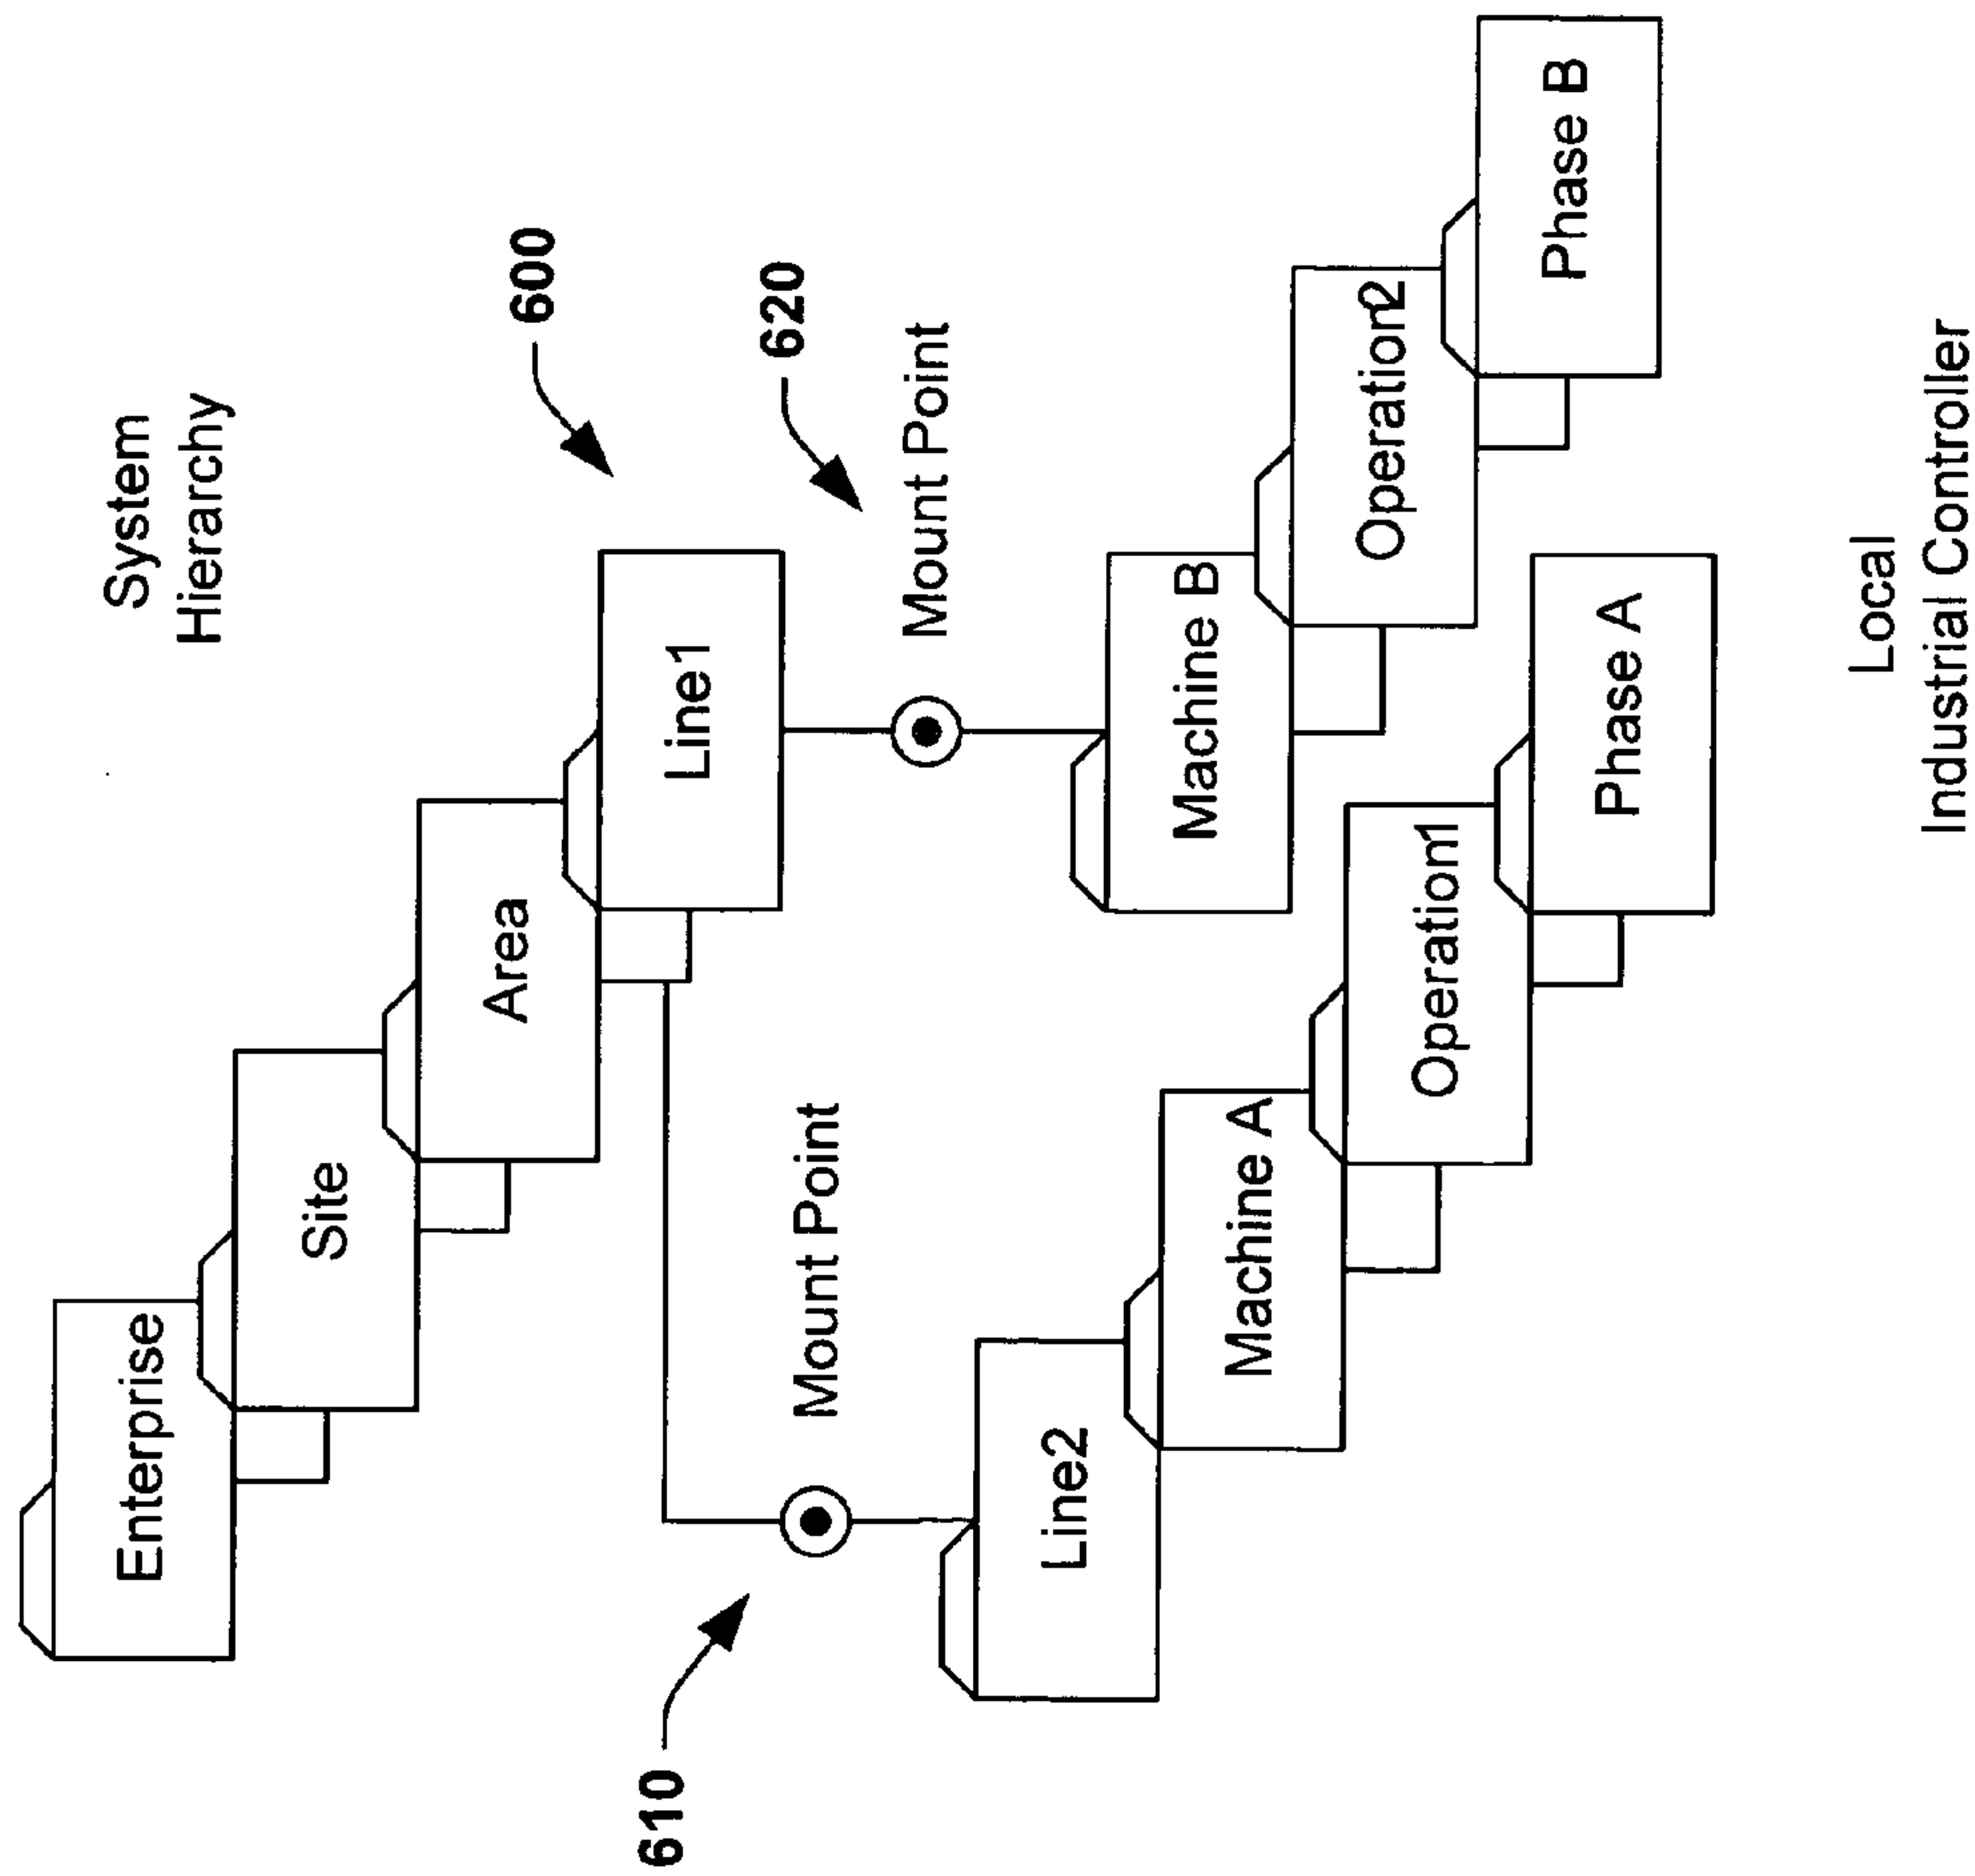 System
Hierarchy
Enterprise
Site
600
Area
Line1
620
610
Mount Point
Mount Point
Line2
Machine B
Machine A
Operation2
Operation1
Phase B
Phase A
Local
Industrial Controller